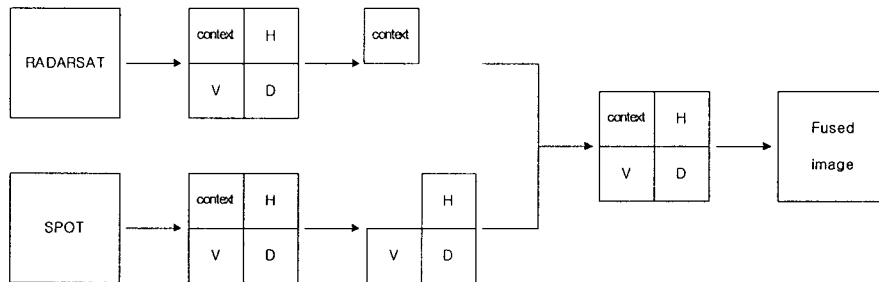 RADARSAT
context H
V D
context
SPOT
context H
V D
H
V D
context H
V D
Fused
image